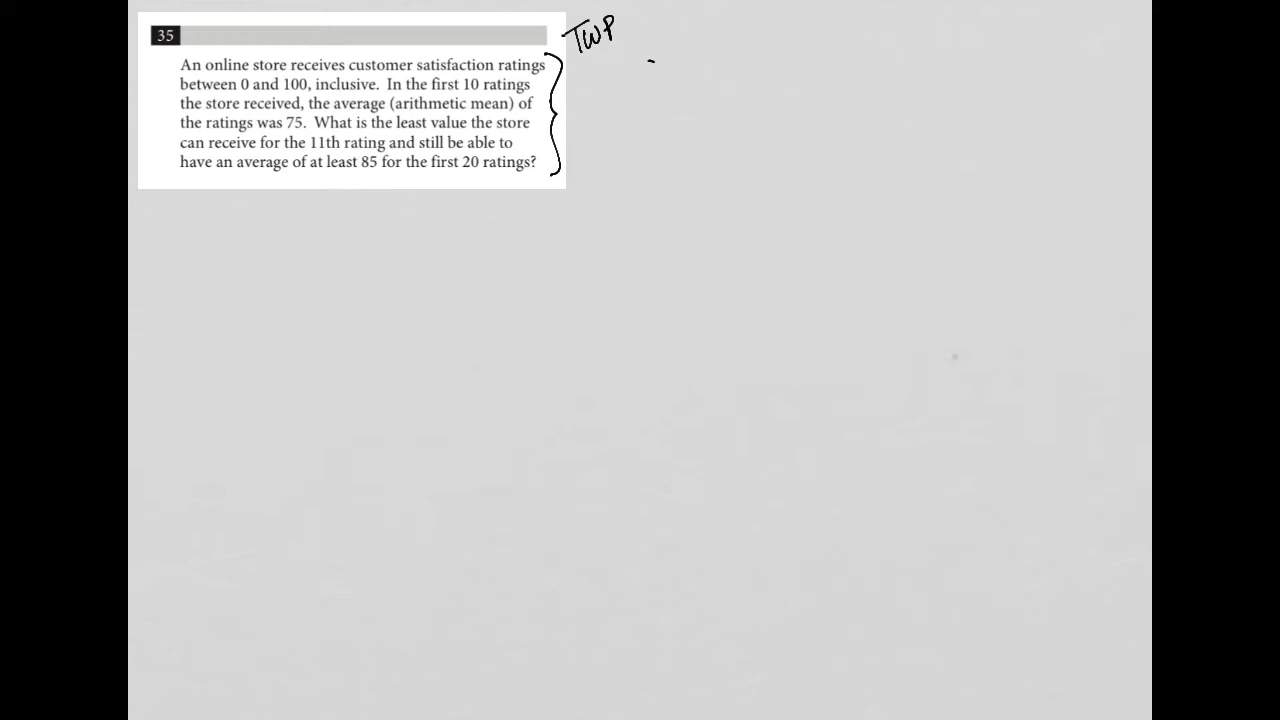 35
TWP
An online store receives customer satisfaction ratings
between 0 and 100, inclusive. In the first 10 ratings
the store received, the average (arithmetic mean) of
the ratings was 75. What is the least value the store
can receive for the 11th rating and still be able to
have an average of at least 85 for the first 20 ratings?